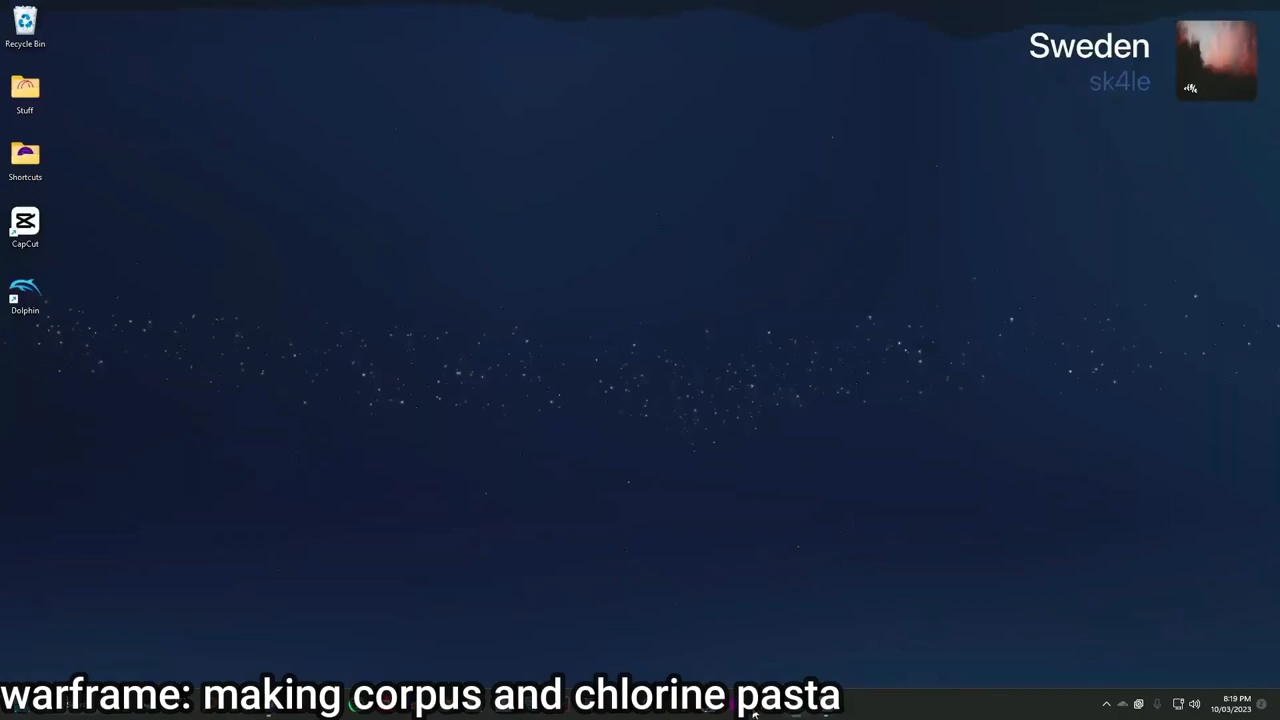 Recycle Bin
Stuff
Shortcuts
CapCut
Dolphin
Sweden
sk4le
warframe: making corpus and chlorine pasta
8:19 PM
10/03/2023